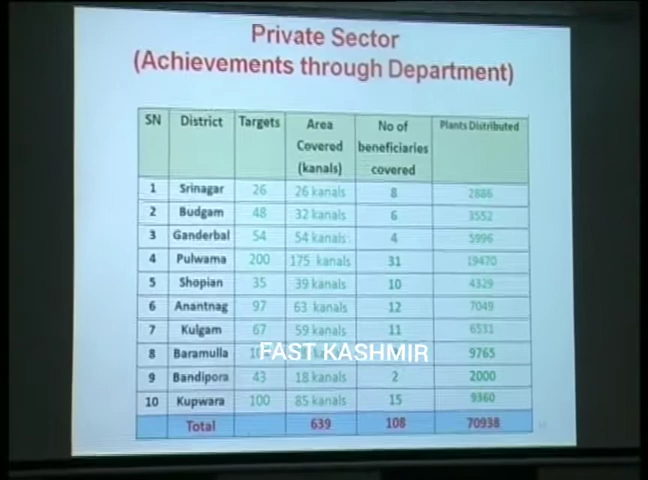 Private Sector
(Achievements through Department)
SN District Targets Area Covered (kanals) No of beneficiaries covered Plants Distributed
1 Srinagar 26 26 kanals 8 2886
2 Budgam 48 32 kanals 6 3552
3 Ganderbal 54 54 kanals 4 5996
4 Pulwama 200 175 kanals 31 19470
5 Shopian 35 39 kanals 10 4329
6 Anantnag 97 63 kanals 12 7049
7 Kulgam 67 59 kanals 11 6531
8 Baramulla 9765
FAST KASHMIR
9 Bandipora 43 18 kanals 2 2000
10 Kupwara 100 85 kanals 15 9360
Total 639 108 70938